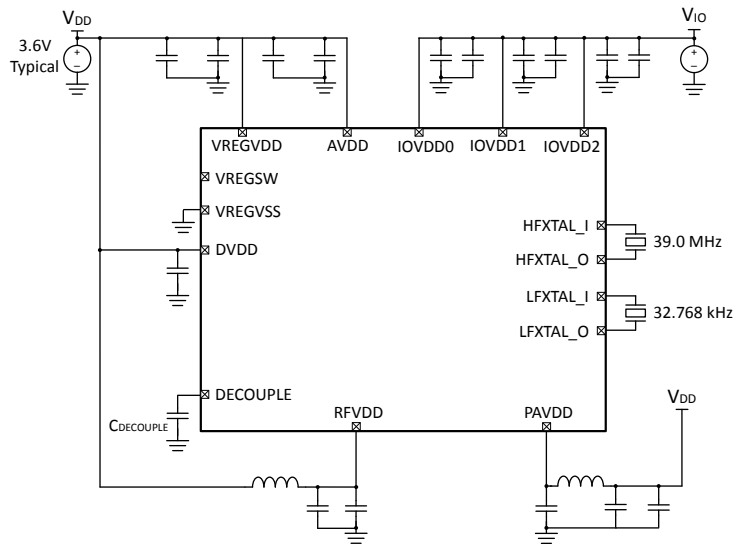 VDD
VIO
3.6V
Typical
VREGVDD
AVDD
IOVDD0
IOVDD1
IOVDD2
VREGSW
VREGVSS
HFXTAL_I
39.0 MHz
DVDD
HFXTAL_O
LFXTAL_I
32.768 kHz
LFXTAL_O
DECOUPLE
CDECOUPLE
RFVDD
PAVDD
VDD